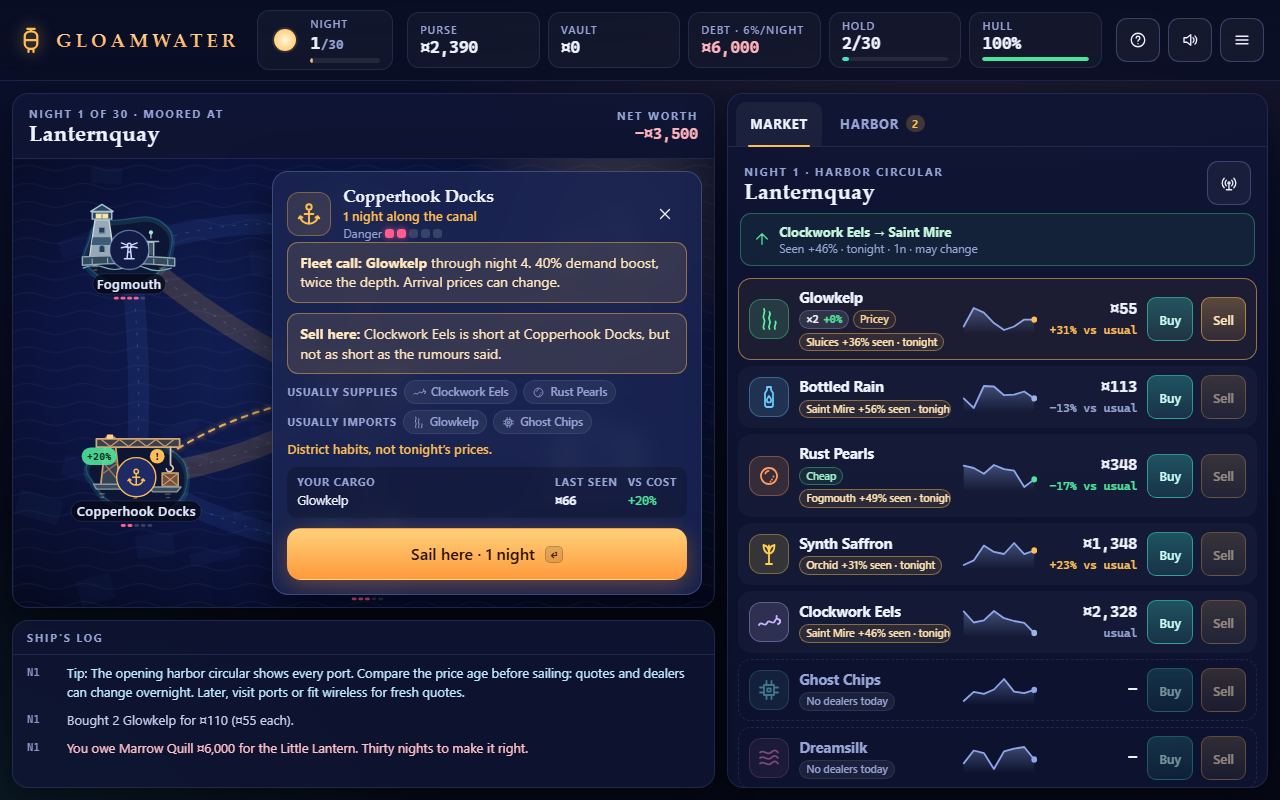 GLOAMWATER
NIGHT
1/30
PURSE
¤2,390
VAULT
¤0
DEBT · 6%/NIGHT
¤6,000
HOLD
2/30
HULL
100%
NIGHT 1 OF 30 · MOORED AT
Lanternquay
NET WORTH
−¤3,500
Fogmouth
+20%
!
Copperhook Docks
Copperhook Docks
1 night along the canal
Danger
Fleet call: Glowkelp through night 4. 40% demand boost,
twice the depth. Arrival prices can change.
Sell here: Clockwork Eels is short at Copperhook Docks, but
not as short as the rumours said.
USUALLY SUPPLIES Clockwork Eels Rust Pearls
USUALLY IMPORTS Glowkelp Ghost Chips
District habits, not tonight's prices.
YOUR CARGO LAST SEEN VS COST
Glowkelp ¤66 +20%
Sail here · 1 night
SHIP'S LOG
N1 Tip: The opening harbor circular shows every port. Compare the price age before sailing: quotes and dealers
can change overnight. Later, visit ports or fit wireless for fresh quotes.
N1 Bought 2 Glowkelp for ¤110 (¤55 each).
N1 You owe Marrow Quill ¤6,000 for the Little Lantern. Thirty nights to make it right.
MARKET
HARBOR 2
NIGHT 1 · HARBOR CIRCULAR
Lanternquay
Clockwork Eels → Saint Mire
Seen +46% · tonight · 1n · may change
Glowkelp
×2 +0% Pricey
Sluices +36% seen · tonight
¤55
+31% vs usual
Buy Sell
Bottled Rain
Saint Mire +56% seen · tonigh
¤113
−13% vs usual
Buy Sell
Rust Pearls
Cheap
Fogmouth +49% seen · tonigh
¤348
−17% vs usual
Buy Sell
Synth Saffron
Orchid +31% seen · tonight
¤1,348
+23% vs usual
Buy Sell
Clockwork Eels
Saint Mire +46% seen · tonigh
¤2,328
usual
Buy Sell
Ghost Chips
No dealers today
–
Buy Sell
Dreamsilk
No dealers today
–
Buy Sell